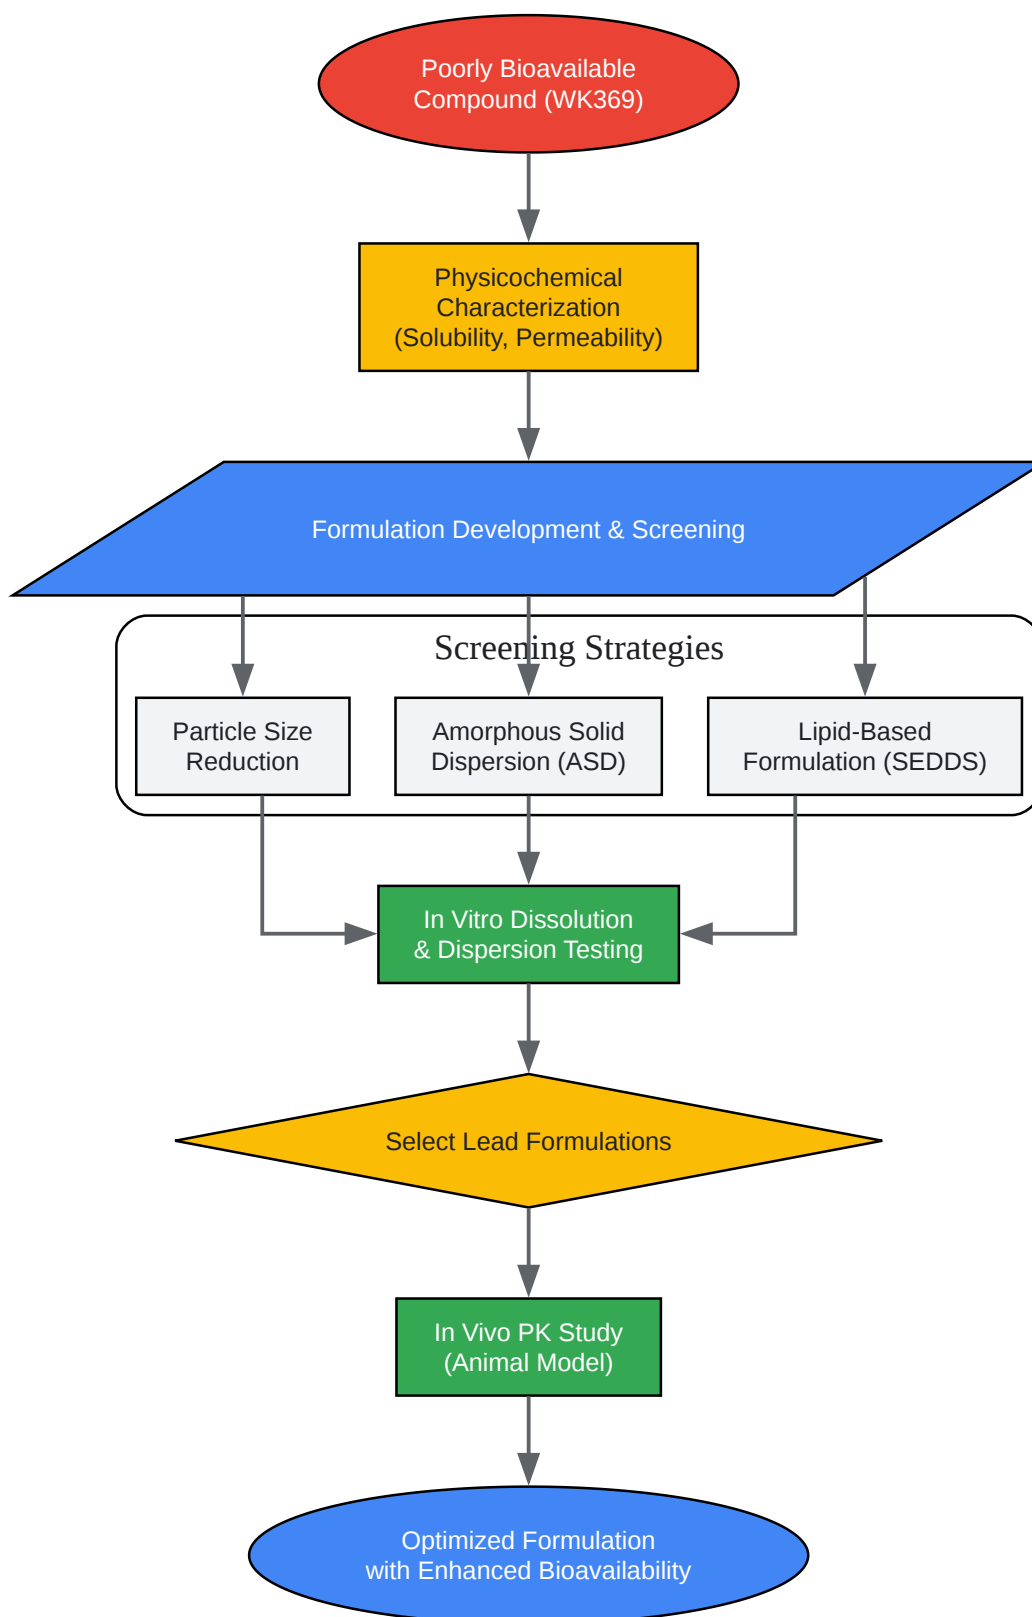 Poorly Bioavailable
Compound (WK369)
Physicochemical
Characterization
(Solubility, Permeability)
Formulation Development & Screening
Screening Strategies
Particle Size
Reduction
Amorphous Solid
Dispersion (ASD)
Lipid-Based
Formulation (SEDDS)
In Vitro Dissolution
& Dispersion Testing
Select Lead Formulations
In Vivo PK Study
(Animal Model)
Optimized Formulation
with Enhanced Bioavailability